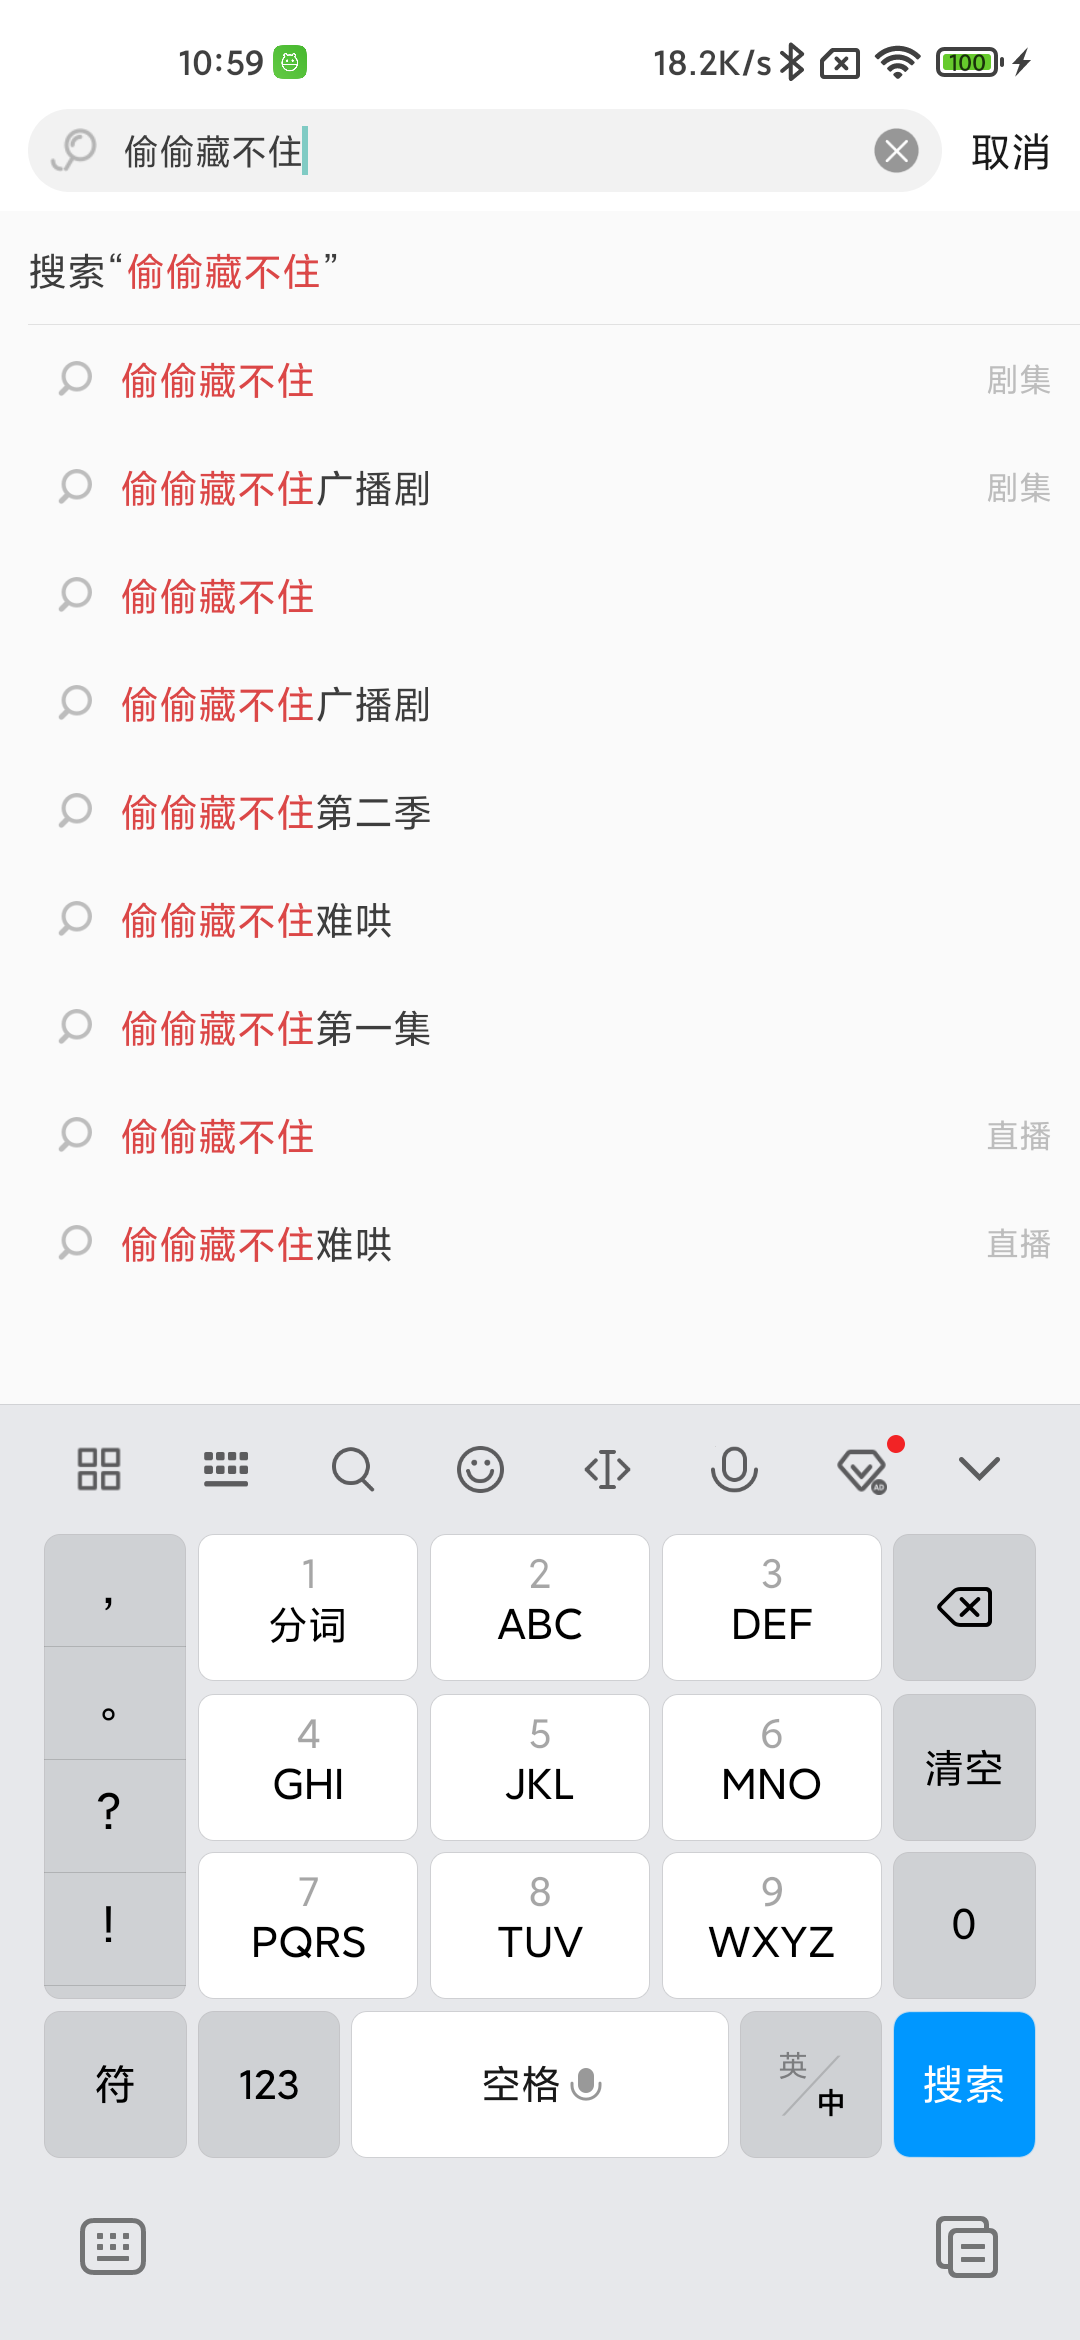 10:59 18.2K/s 100
偷偷藏不住 取消
搜索“偷偷藏不住”
偷偷藏不住 剧集
偷偷藏不住广播剧 剧集
偷偷藏不住
偷偷藏不住广播剧
偷偷藏不住第二季
偷偷藏不住难哄
偷偷藏不住第一集
偷偷藏不住 直播
偷偷藏不住难哄 直播
AD
， 1 2 3
分词 ABC DEF
。 4 5 6
GHI JKL MNO 清空
？
！ 7 8 9
PQRS TUV WXYZ 0
符 123 空格 英/中 搜索